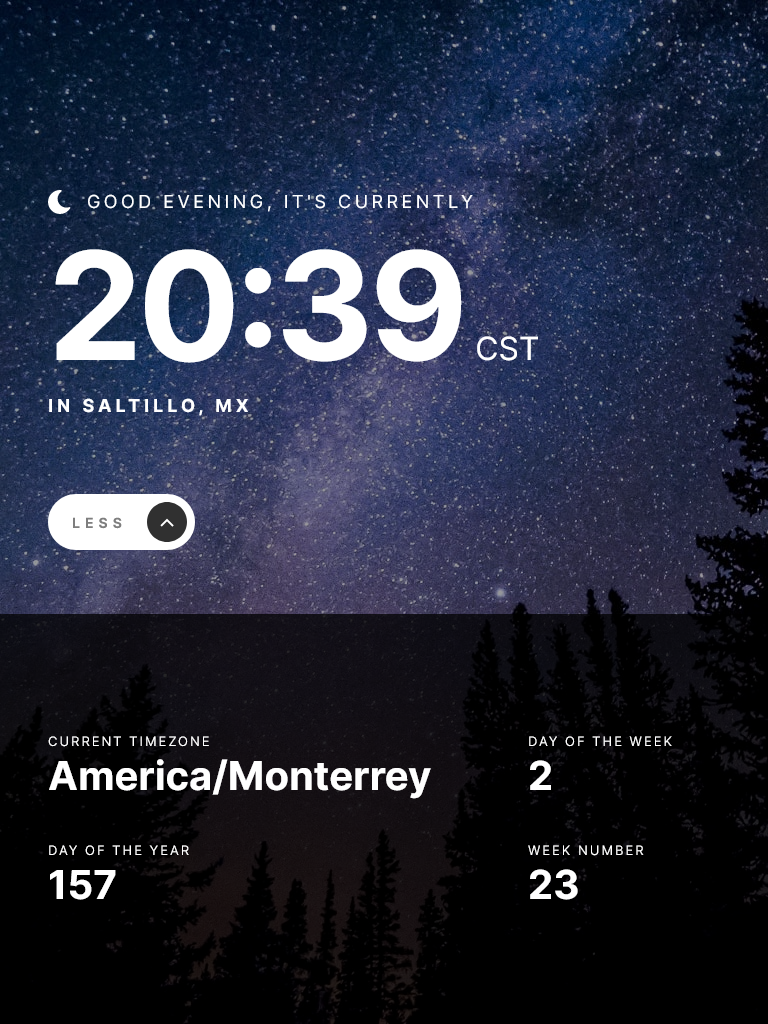 GOOD EVENING, IT'S CURRENTLY
20:39 CST
IN SALTILLO, MX
LESS
CURRENT TIMEZONE
America/Monterrey
DAY OF THE WEEK
2
DAY OF THE YEAR
157
WEEK NUMBER
23